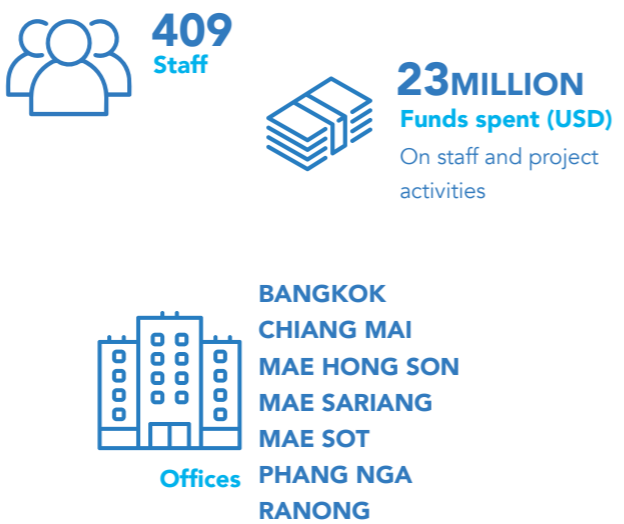 409
Staff
23MILLION
Funds spent (USD)
On staff and project
activities
BANGKOK
CHIANG MAI
MAE HONG SON
MAE SARIANG
MAE SOT
Offices PHANG NGA
RANONG